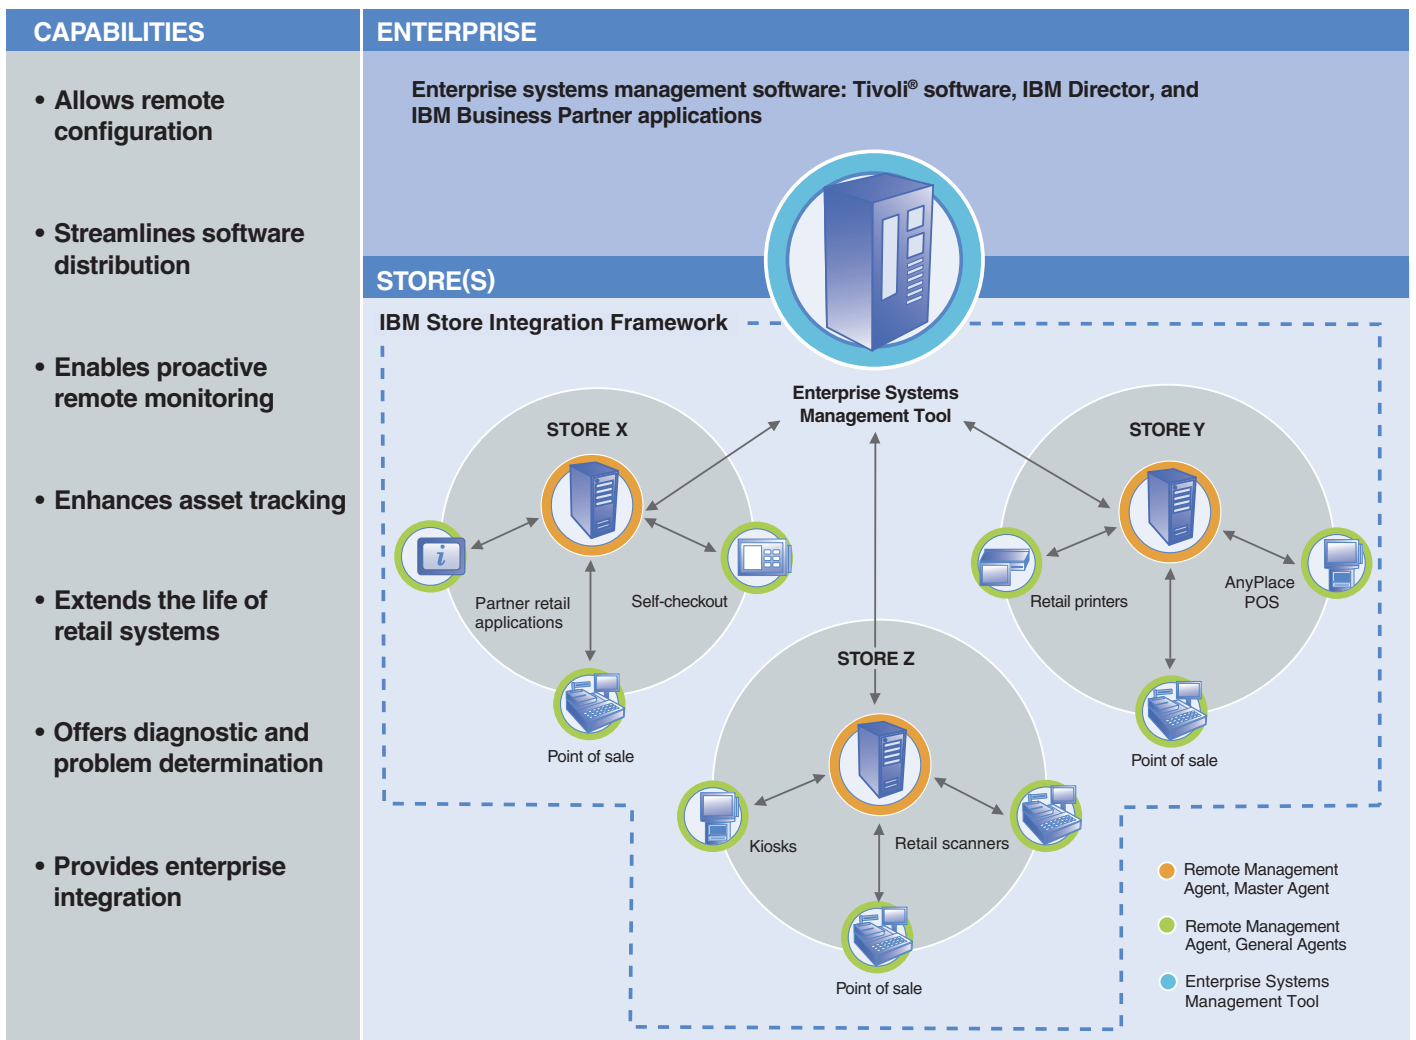 CAPABILITIES
• Allows remote
configuration
• Streamlines software
distribution
• Enables proactive
remote monitoring
• Enhances asset tracking
• Extends the life of
retail systems
• Offers diagnostic and
problem determination
• Provides enterprise
integration
ENTERPRISE
Enterprise systems management software: Tivoli® software, IBM Director, and
IBM Business Partner applications
STORE(S)
IBM Store Integration Framework
Enterprise Systems
Management Tool
STORE X
i
Partner retail
applications
Self-checkout
Point of sale
STORE Y
Retail printers
AnyPlace
POS
Point of sale
STORE Z
Kiosks
Retail scanners
Point of sale
Remote Management
Agent, Master Agent
Remote Management
Agent, General Agents
Enterprise Systems
Management Tool